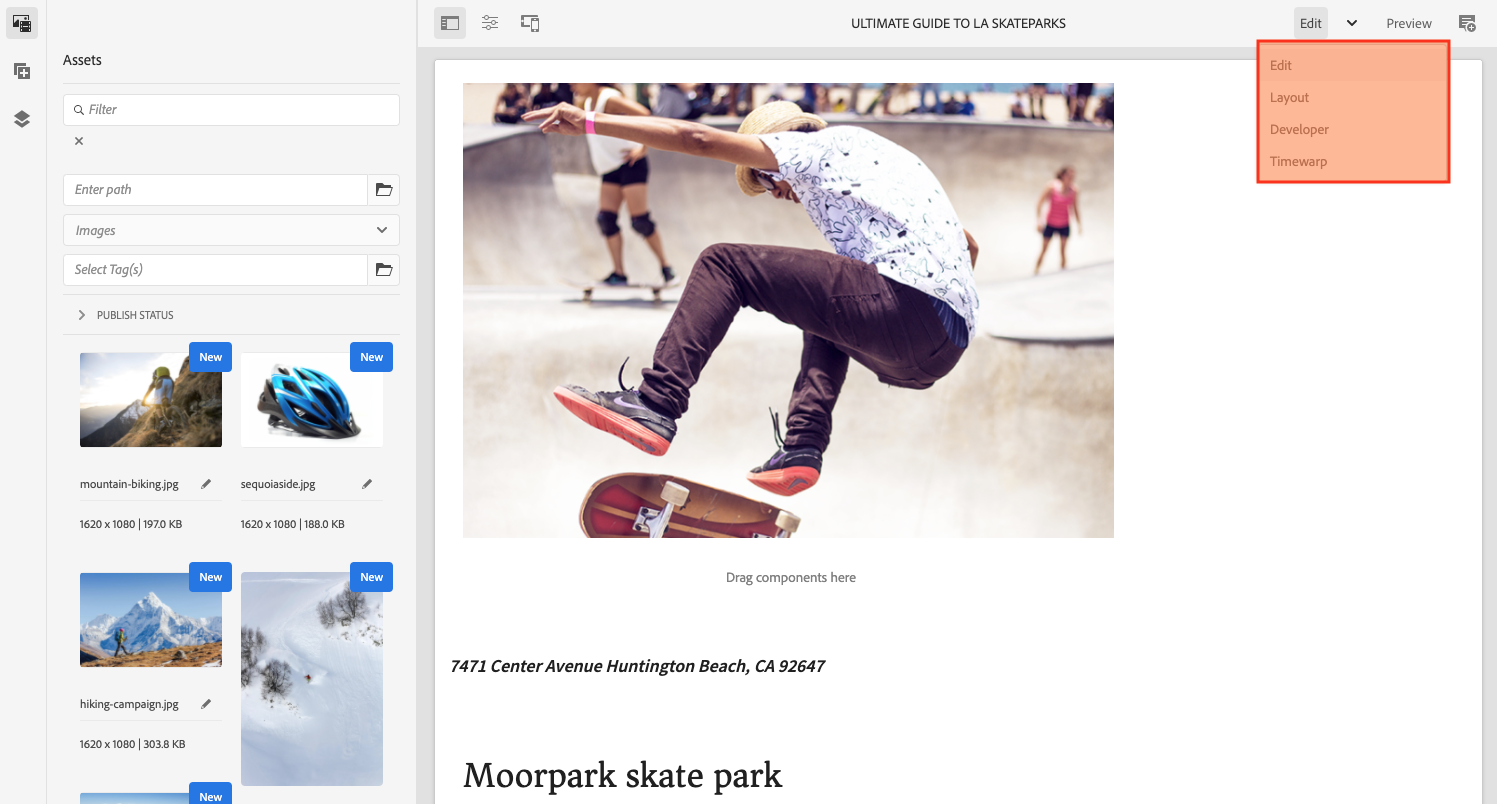 ULTIMATE GUIDE TO LA SKATEPARKS
Edit
Preview
Edit
Layout
Developer
Timewarp
Assets
Filter
Enter path
Images
Select Tag(s)
PUBLISH STATUS
New
New
mountain-biking.jpg
sequoiaside.jpg
1620 x 1080 | 197.0 KB
1620 x 1080 | 188.0 KB
New
New
hiking-campaign.jpg
1620 x 1080 | 303.8 KB
New
Drag components here
7471 Center Avenue Huntington Beach, CA 92647
Moorpark skate park